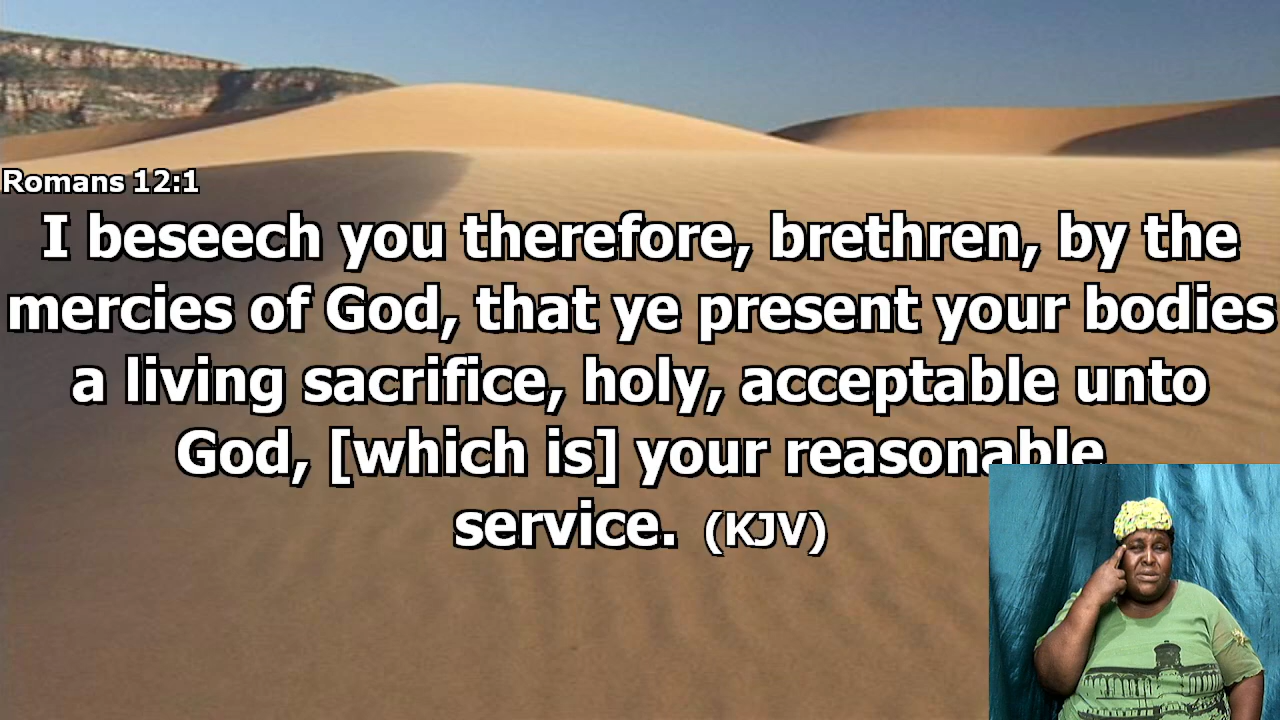 Romans 12:1
I beseech you therefore, brethren, by the
mercies of God, that ye present your bodies
a living sacrifice, holy, acceptable unto
God, [which is] your reasonable
service. (KJV)